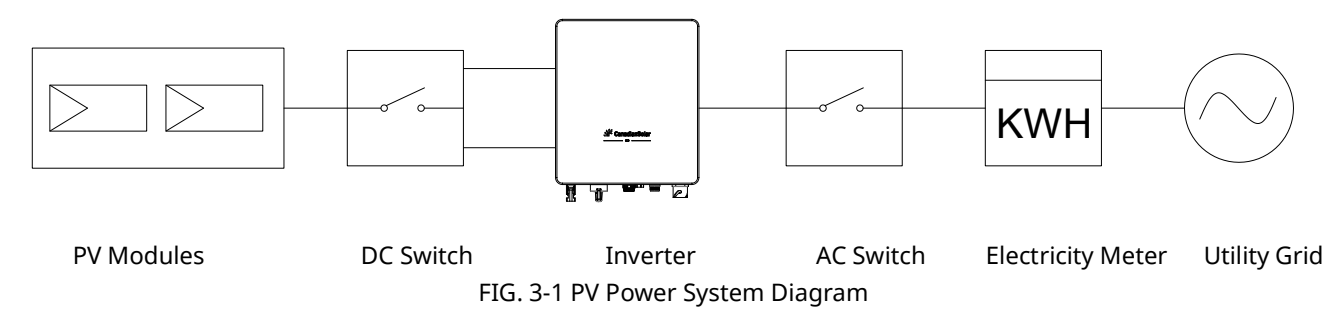 CanadianSolar
KWH
PV Modules DC Switch Inverter AC Switch Electricity Meter Utility Grid
FIG. 3-1 PV Power System Diagram